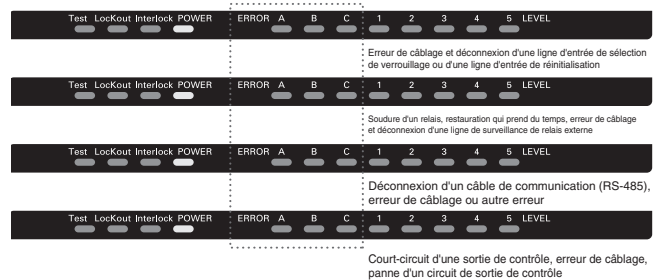 Test LocKout Interlock POWER ERROR A B C 1 2 3 4 5 LEVEL
Erreur de câblage et déconnexion d'une ligne d'entrée de sélection
de verrouillage ou d'une ligne d'entrée de réinitialisation
Test LocKout Interlock POWER ERROR A B C 1 2 3 4 5 LEVEL
Soudure d'un relais, restauration qui prend du temps, erreur de câblage
et déconnexion d'une ligne de surveillance de relais externe
Test LocKout Interlock POWER ERROR A B C 1 2 3 4 5 LEVEL
Déconnexion d'un câble de communication (RS-485),
erreur de câblage ou autre erreur
Test LocKout Interlock POWER ERROR A B C 1 2 3 4 5 LEVEL
Court-circuit d'une sortie de contrôle, erreur de câblage,
panne d'un circuit de sortie de contrôle